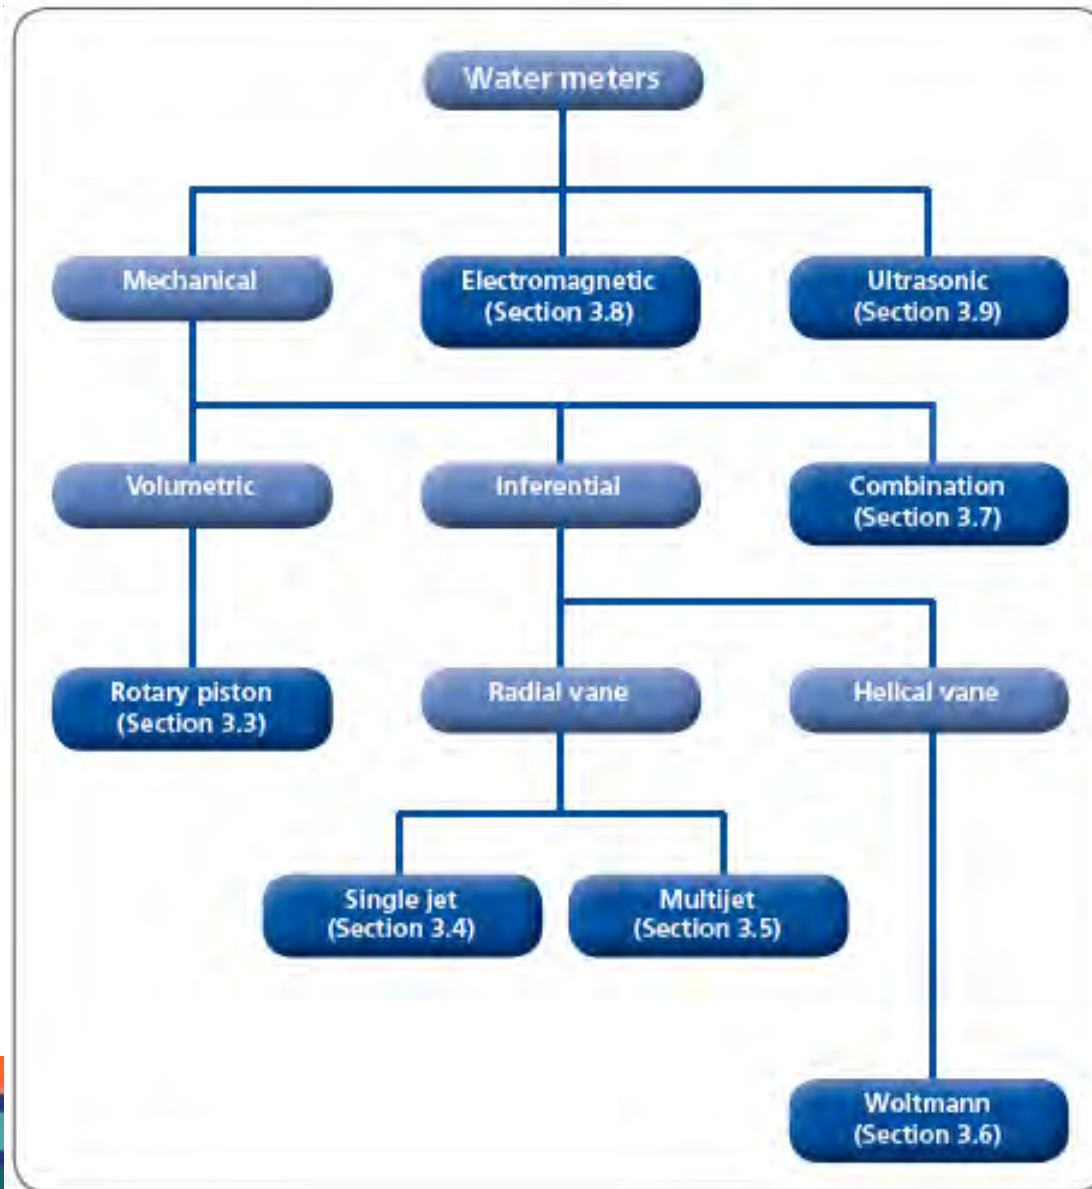 Water meters
Mechanical
Electromagnetic
(Section 3.8)
Ultrasonic
(Section 3.9)
Volumetric
Inferential
Combination
(Section 3.7)
Rotary piston
(Section 3.3)
Radial vane
Helical vane
Single jet
(Section 3.4)
Multijet
(Section 3.5)
Woltmann
(Section 3.6)